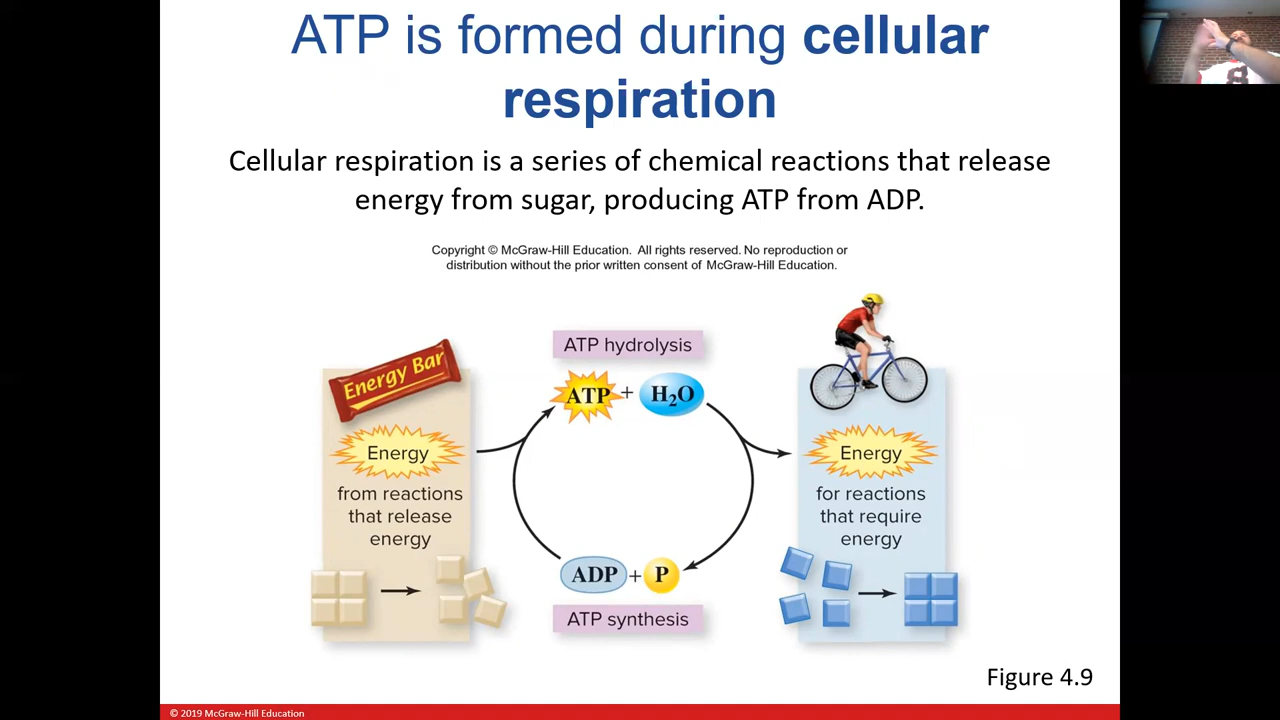 ATP is formed during cellular
respiration
Cellular respiration is a series of chemical reactions that release
energy from sugar, producing ATP from ADP.
Copyright © McGraw-Hill Education. All rights reserved. No reproduction or
distribution without the prior written consent of McGraw-Hill Education.
ATP hydrolysis
Energy Bar
ATP + H₂O
Energy
from reactions
that release
energy
Energy
for reactions
that require
energy
ADP + P
ATP synthesis
Figure 4.9
© 2019 McGraw-Hill Education
8